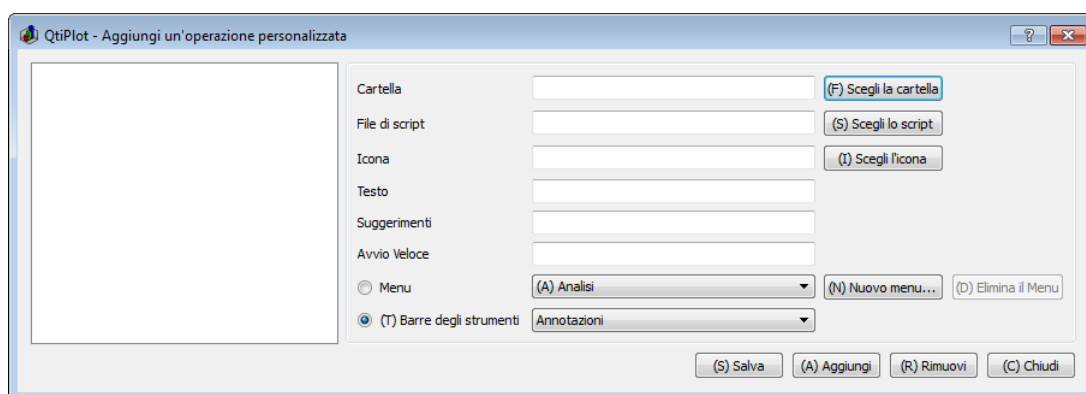 QtiPlot - Aggiungi un'operazione personalizzata
Cartella (F) Scegli la cartella
File di script (S) Scegli lo script
Icona (I) Scegli l'icona
Testo
Suggerimenti
Avvio Veloce
Menu (A) Analisi (N) Nuovo menu... (D) Elimina il Menu
(T) Barre degli strumenti Annotazioni
(S) Salva (A) Aggiungi (R) Rimuovi (C) Chiudi